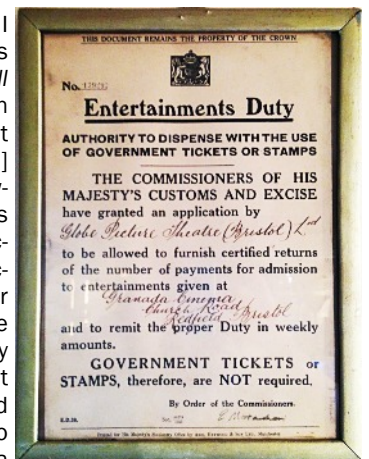 THIS DOCUMENT REMAINS THE PROPERTY OF THE CROWN
No.
Entertainments Duty
AUTHORITY TO DISPENSE WITH THE USE
OF GOVERNMENT TICKETS OR STAMPS
THE COMMISSIONERS OF HIS
MAJESTY'S CUSTOMS AND EXCISE
have granted an application by
Globe Picture Theatre (Bristol) Ltd
to be allowed to furnish certified returns
of the number of payments for admission
to entertainments given at
Granada Cinema
Church Road
Redfield, Bristol
and to remit the proper Duty in weekly
amounts.
GOVERNMENT TICKETS or
STAMPS, therefore, are NOT required.
By Order of the Commissioners.